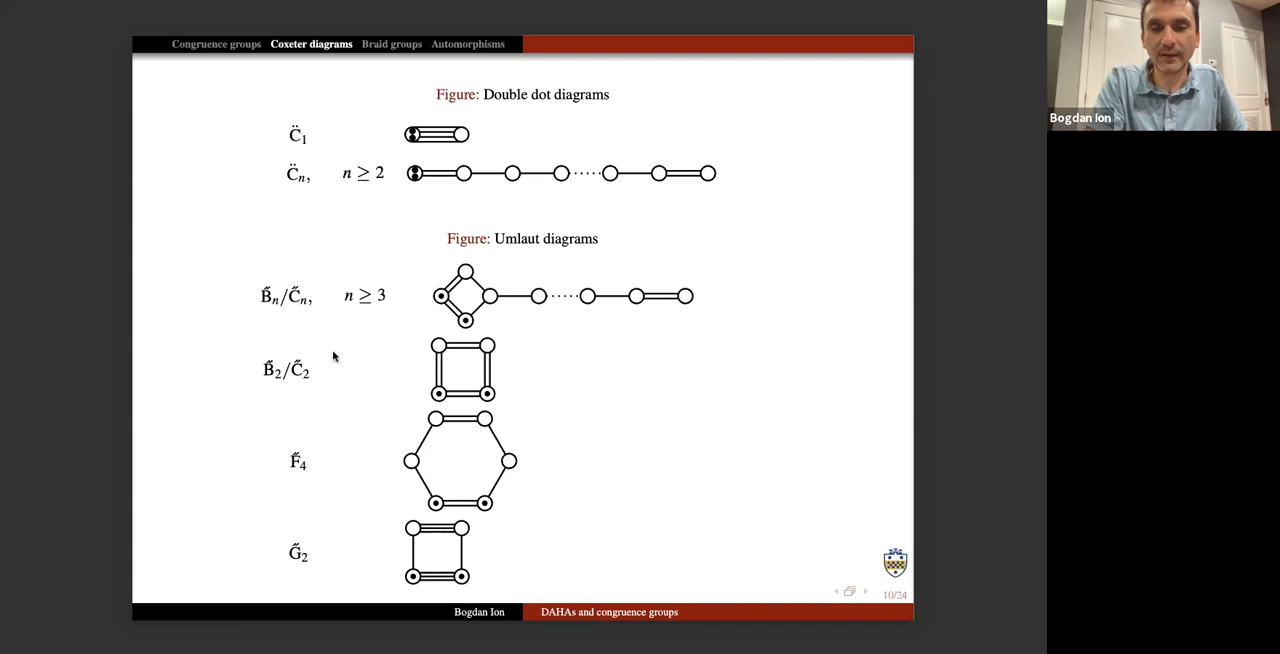 Congruence groups Coxeter diagrams Braid groups Automorphisms
Figure: Double dot diagrams
C̈₁
C̈ₙ, n ≥ 2
Figure: Umlaut diagrams
B̋ₙ/C̋ₙ, n ≥ 3
B̋₂/C̋₂
F̋₄
G̋₂
10/24
Bogdan Ion DAHAs and congruence groups
Bogdan Ion